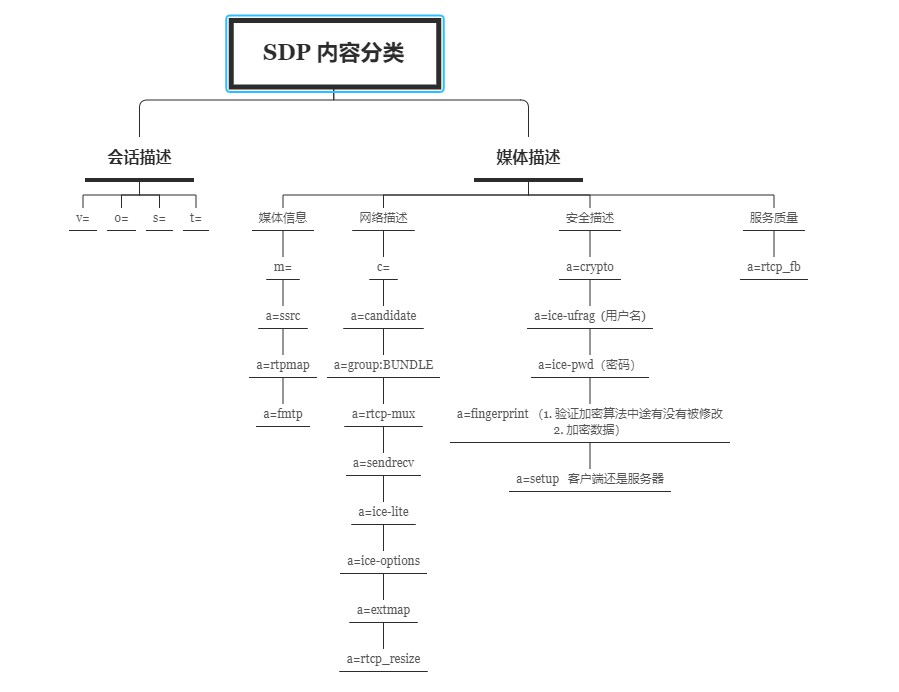 SDP 内容分类
会话描述
媒体描述
v=
o=
s=
t=
媒体信息
网络描述
安全描述
服务质量
m=
c=
a=crypto
a=rtcp_fb
a=ssrc
a=candidate
a=ice-ufrag（用户名)
a=rtpmap
a=group:BUNDLE
a=ice-pwd（密码）
a=fmtp
a=rtcp-mux
a=fingerprint （1. 验证加密算法中途有没有被修改
2. 加密数据）
a=sendrecv
a=setup 客户端还是服务器
a=ice-lite
a=ice-options
a=extmap
a=rtcp_resize